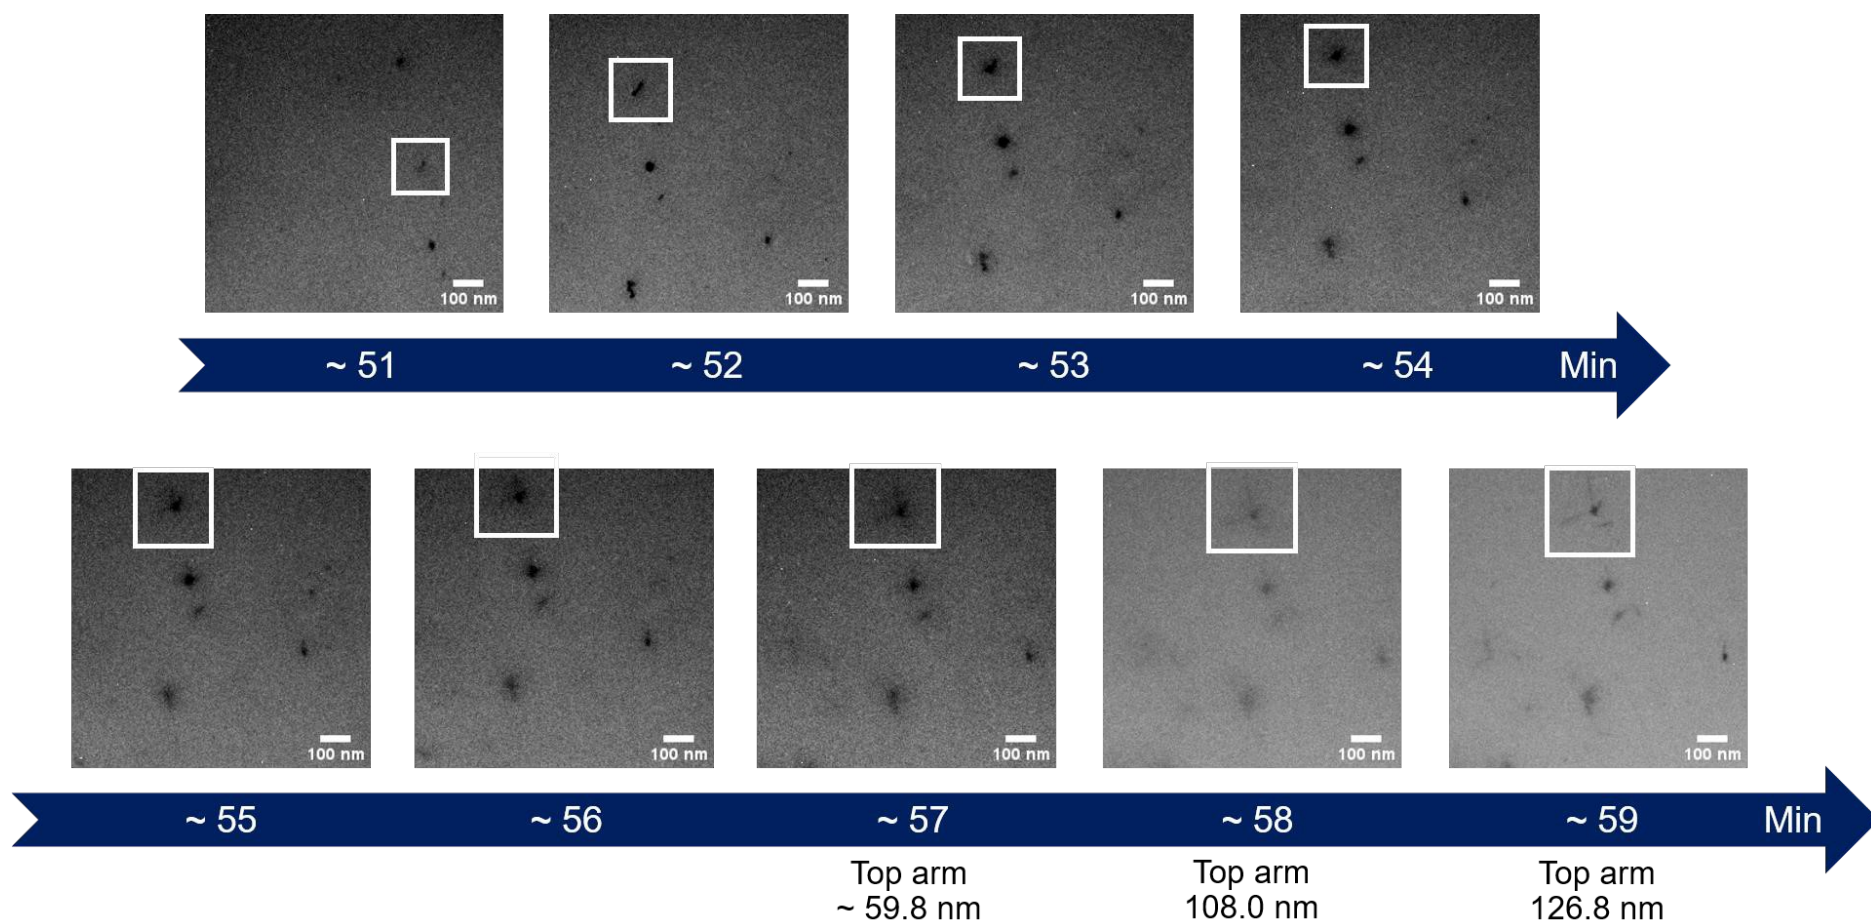 100 nm
100 nm
100 nm
100 nm
~ 51
~ 52
~ 53
~ 54
Min
100 nm
100 nm
100 nm
100 nm
100 nm
~ 55
~ 56
~ 57
~ 58
~ 59
Min
Top arm
~ 59.8 nm
Top arm
108.0 nm
Top arm
126.8 nm